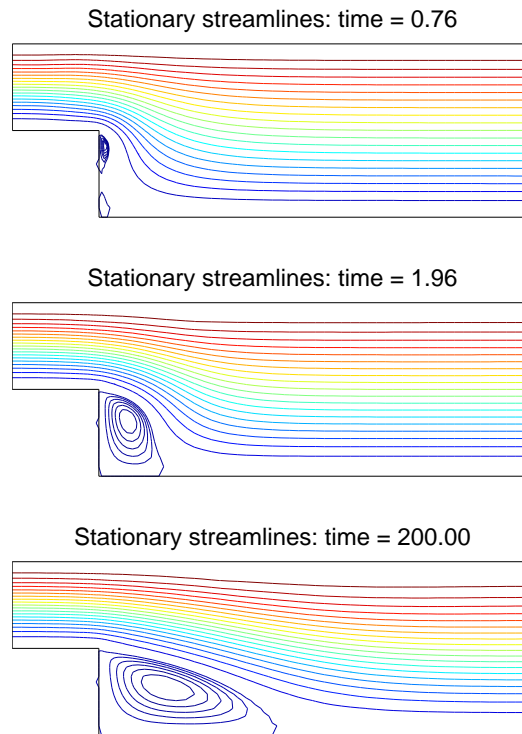 Stationary streamlines: time = 0.76
Stationary streamlines: time = 1.96
Stationary streamlines: time = 200.00